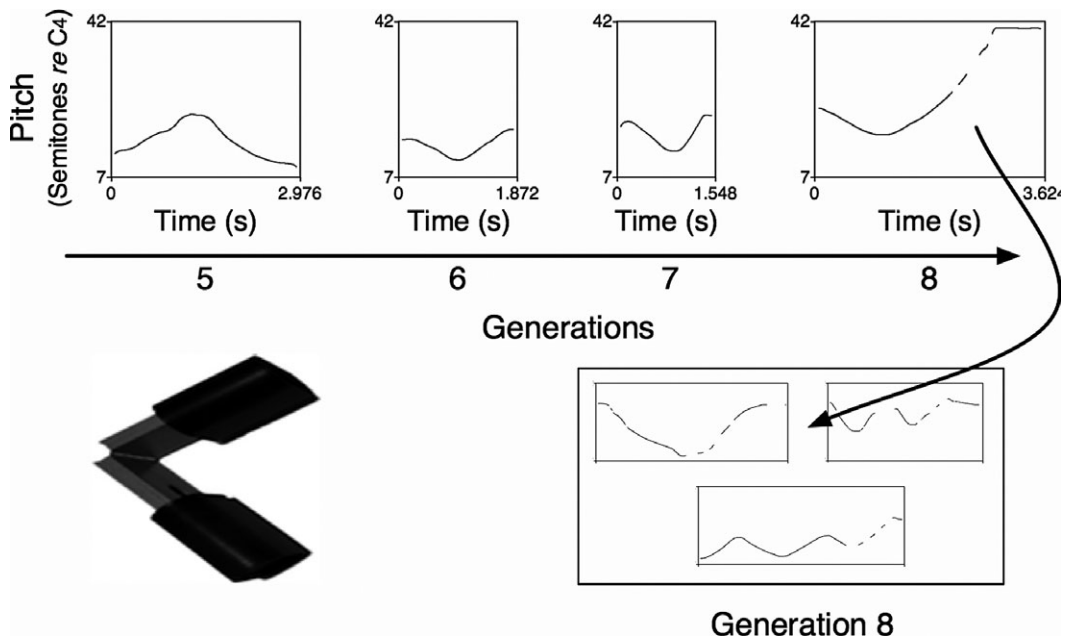 Pitch
(Semitones re C4)
42
7
0
2.976
Time (s)
42
7
0
1.872
Time (s)
42
7
0
1.548
Time (s)
42
7
0
3.624
Time (s)
5
6
7
8
Generations
Generation 8